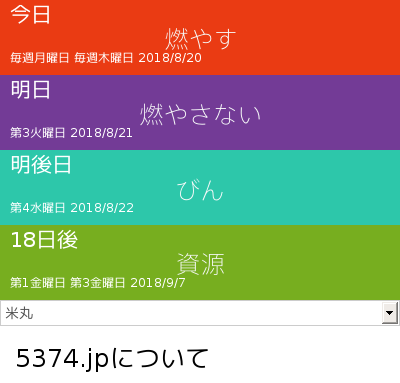 今日
燃やす
毎週月曜日 毎週木曜日 2018/8/20
明日
燃やさない
第3火曜日 2018/8/21
明後日
びん
第4水曜日 2018/8/22
18日後
資源
第1金曜日 第3金曜日 2018/9/7
米丸
5374.jpについて